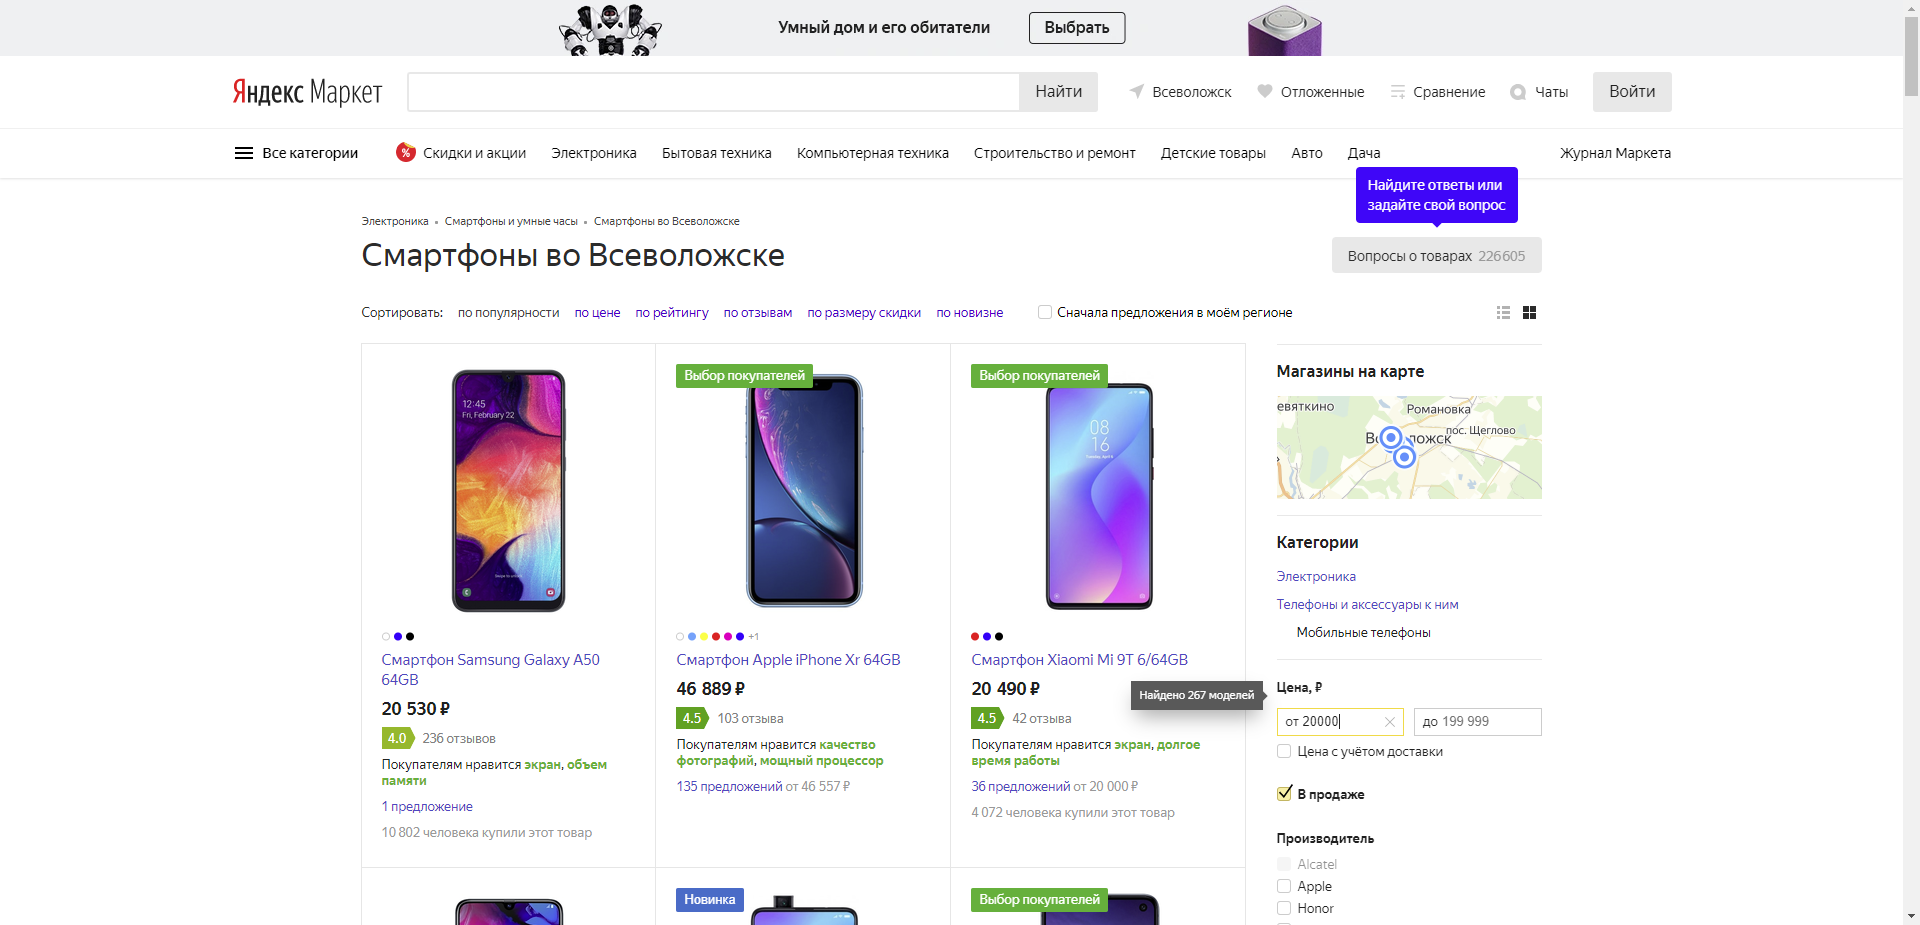 Умный дом и его обитатели
Выбрать
Яндекс Маркет
Найти
Всеволожск
Отложенные
Сравнение
Чаты
Войти
Все категории
%
Скидки и акции
Электроника
Бытовая техника
Компьютерная техника
Строительство и ремонт
Детские товары
Авто
Дача
Журнал Маркета
Найдите ответы или
задайте свой вопрос
Электроника • Смартфоны и умные часы • Смартфоны во Всеволожске
Смартфоны во Всеволожске
Вопросы о товарах 226605
Сортировать: по популярности по цене по рейтингу по отзывам по размеру скидки по новизне
Сначала предложения в моём регионе
12:45
Fri, February 22
Смартфон Samsung Galaxy A50
64GB
20 530 ₽
4.0 236 отзывов
Покупателям нравится экран, объем
памяти
1 предложение
10 802 человека купили этот товар
Выбор покупателей
+1
Смартфон Apple iPhone Xr 64GB
46 889 ₽
4.5 103 отзыва
Покупателям нравится качество
фотографий, мощный процессор
135 предложений от 46 557 ₽
Выбор покупателей
08
16
Смартфон Xiaomi Mi 9T 6/64GB
20 490 ₽
4.5 42 отзыва
Покупателям нравится экран, долгое
время работы
36 предложений от 20 000 ₽
4 072 человека купили этот товар
Новинка
Выбор покупателей
Магазины на карте
евяткино
Романовка
пос. Щеглово
Категории
Электроника
Телефоны и аксессуары к ним
Мобильные телефоны
Цена, ₽
Найдено 267 моделей
от 20000
до 199 999
Цена с учётом доставки
В продаже
Производитель
Alcatel
Apple
Honor